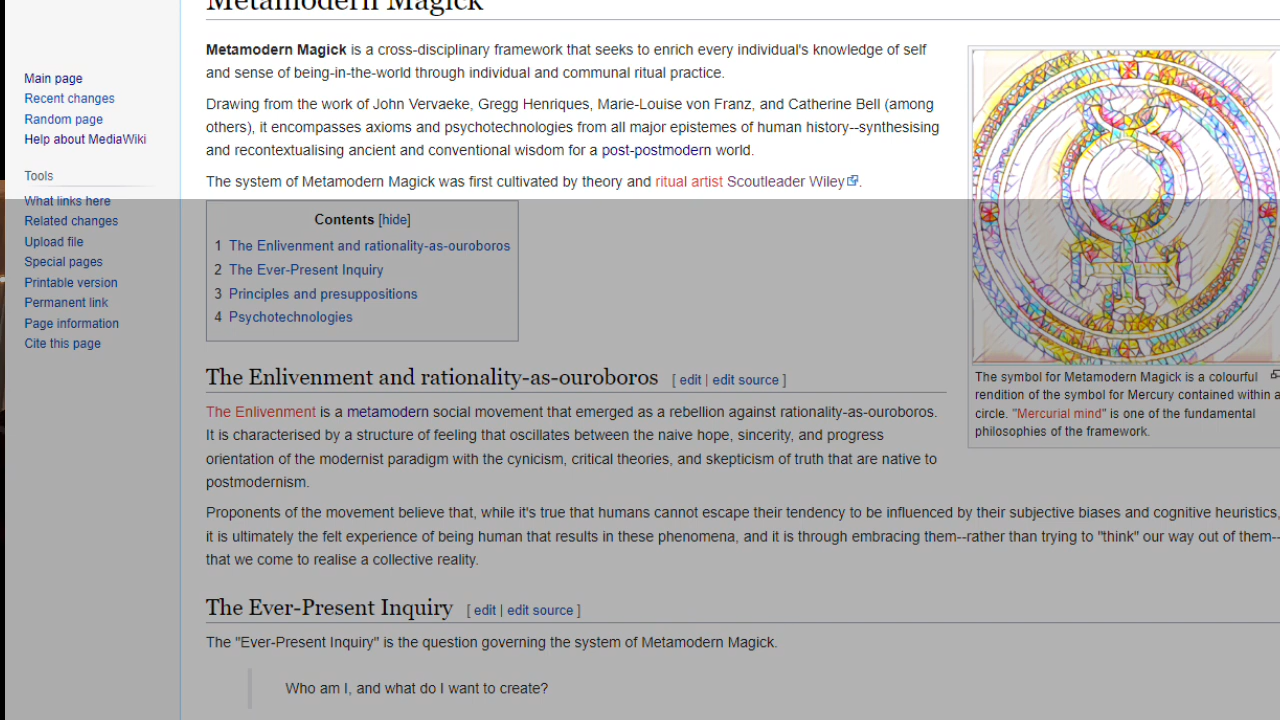 Metamodern Magick
Main page
Recent changes
Random page
Help about MediaWiki
Tools
What links here
Related changes
Upload file
Special pages
Printable version
Permanent link
Page information
Cite this page
Metamodern Magick is a cross-disciplinary framework that seeks to enrich every individual's knowledge of self
and sense of being-in-the-world through individual and communal ritual practice.
Drawing from the work of John Vervaeke, Gregg Henriques, Marie-Louise von Franz, and Catherine Bell (among
others), it encompasses axioms and psychotechnologies from all major epistemes of human history--synthesising
and recontextualising ancient and conventional wisdom for a post-postmodern world.
The system of Metamodern Magick was first cultivated by theory and ritual artist Scoutleader Wiley.
Contents [hide]
1 The Enlivenment and rationality-as-ouroboros
2 The Ever-Present Inquiry
3 Principles and presuppositions
4 Psychotechnologies
The symbol for Metamodern Magick is a colourful
rendition of the symbol for Mercury contained within a
circle. "Mercurial mind" is one of the fundamental
philosophies of the framework.
The Enlivenment and rationality-as-ouroboros [ edit | edit source ]
The Enlivenment is a metamodern social movement that emerged as a rebellion against rationality-as-ouroboros.
It is characterised by a structure of feeling that oscillates between the naive hope, sincerity, and progress
orientation of the modernist paradigm with the cynicism, critical theories, and skepticism of truth that are native to
postmodernism.
Proponents of the movement believe that, while it's true that humans cannot escape their tendency to be influenced by their subjective biases and cognitive heuristics,
it is ultimately the felt experience of being human that results in these phenomena, and it is through embracing them--rather than trying to "think" our way out of them--
that we come to realise a collective reality.
The Ever-Present Inquiry [ edit | edit source ]
The "Ever-Present Inquiry" is the question governing the system of Metamodern Magick.
Who am I, and what do I want to create?